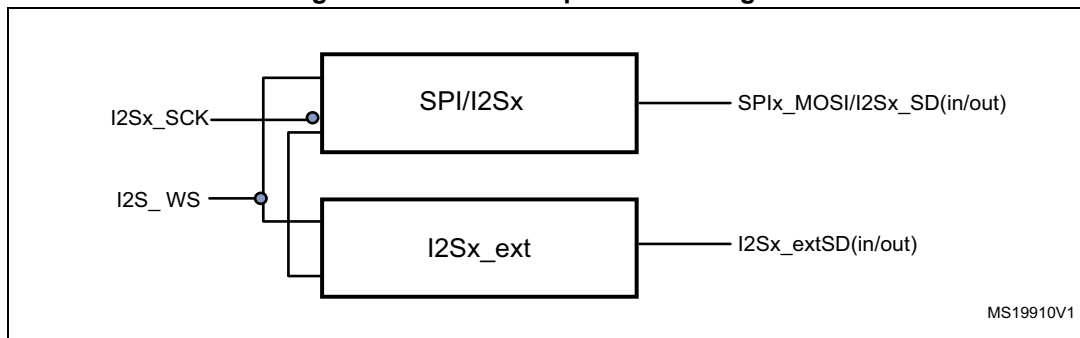 SPI/I2Sx
SPIx_MOSI/I2Sx_SD(in/out)
I2Sx_SCK
I2S_ WS
I2Sx_ext
I2Sx_extSD(in/out)
MS19910V1